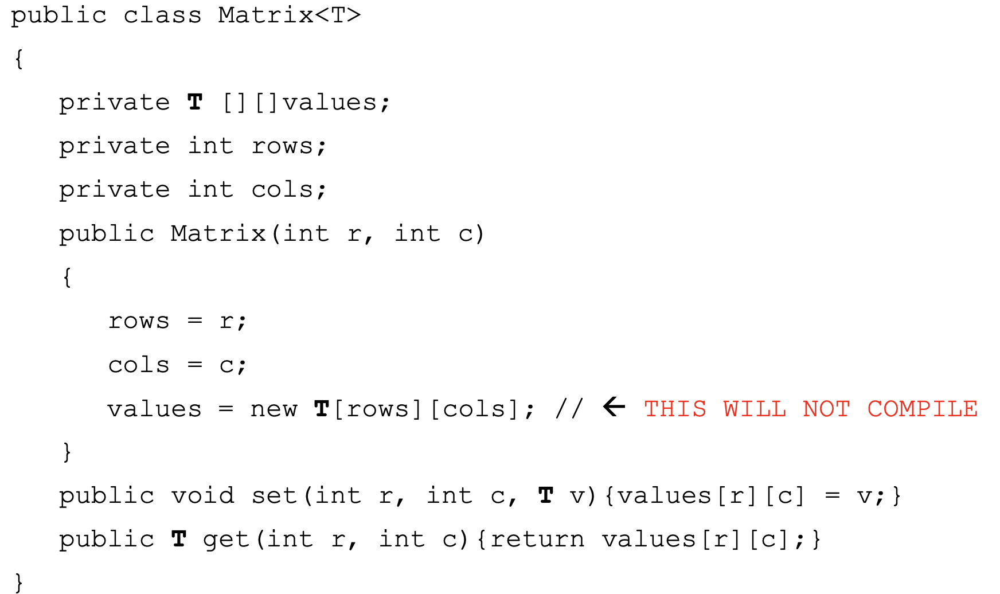 public class Matrix<T>
{
private T [][]values;
private int rows;
private int cols;
public Matrix(int r, int c)
{
rows = r;
cols = c;
values = new T[rows][cols]; // ← THIS WILL NOT COMPILE
}
public void set(int r, int c, T v){values[r][c] = v;}
public T get(int r, int c){return values[r][c];}
}